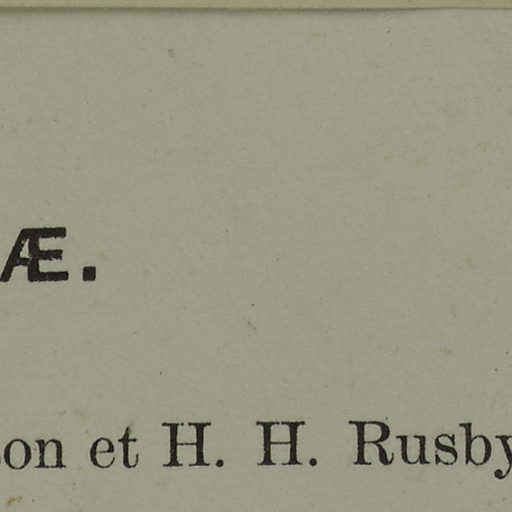 Æ.
on et H. H. Rusby